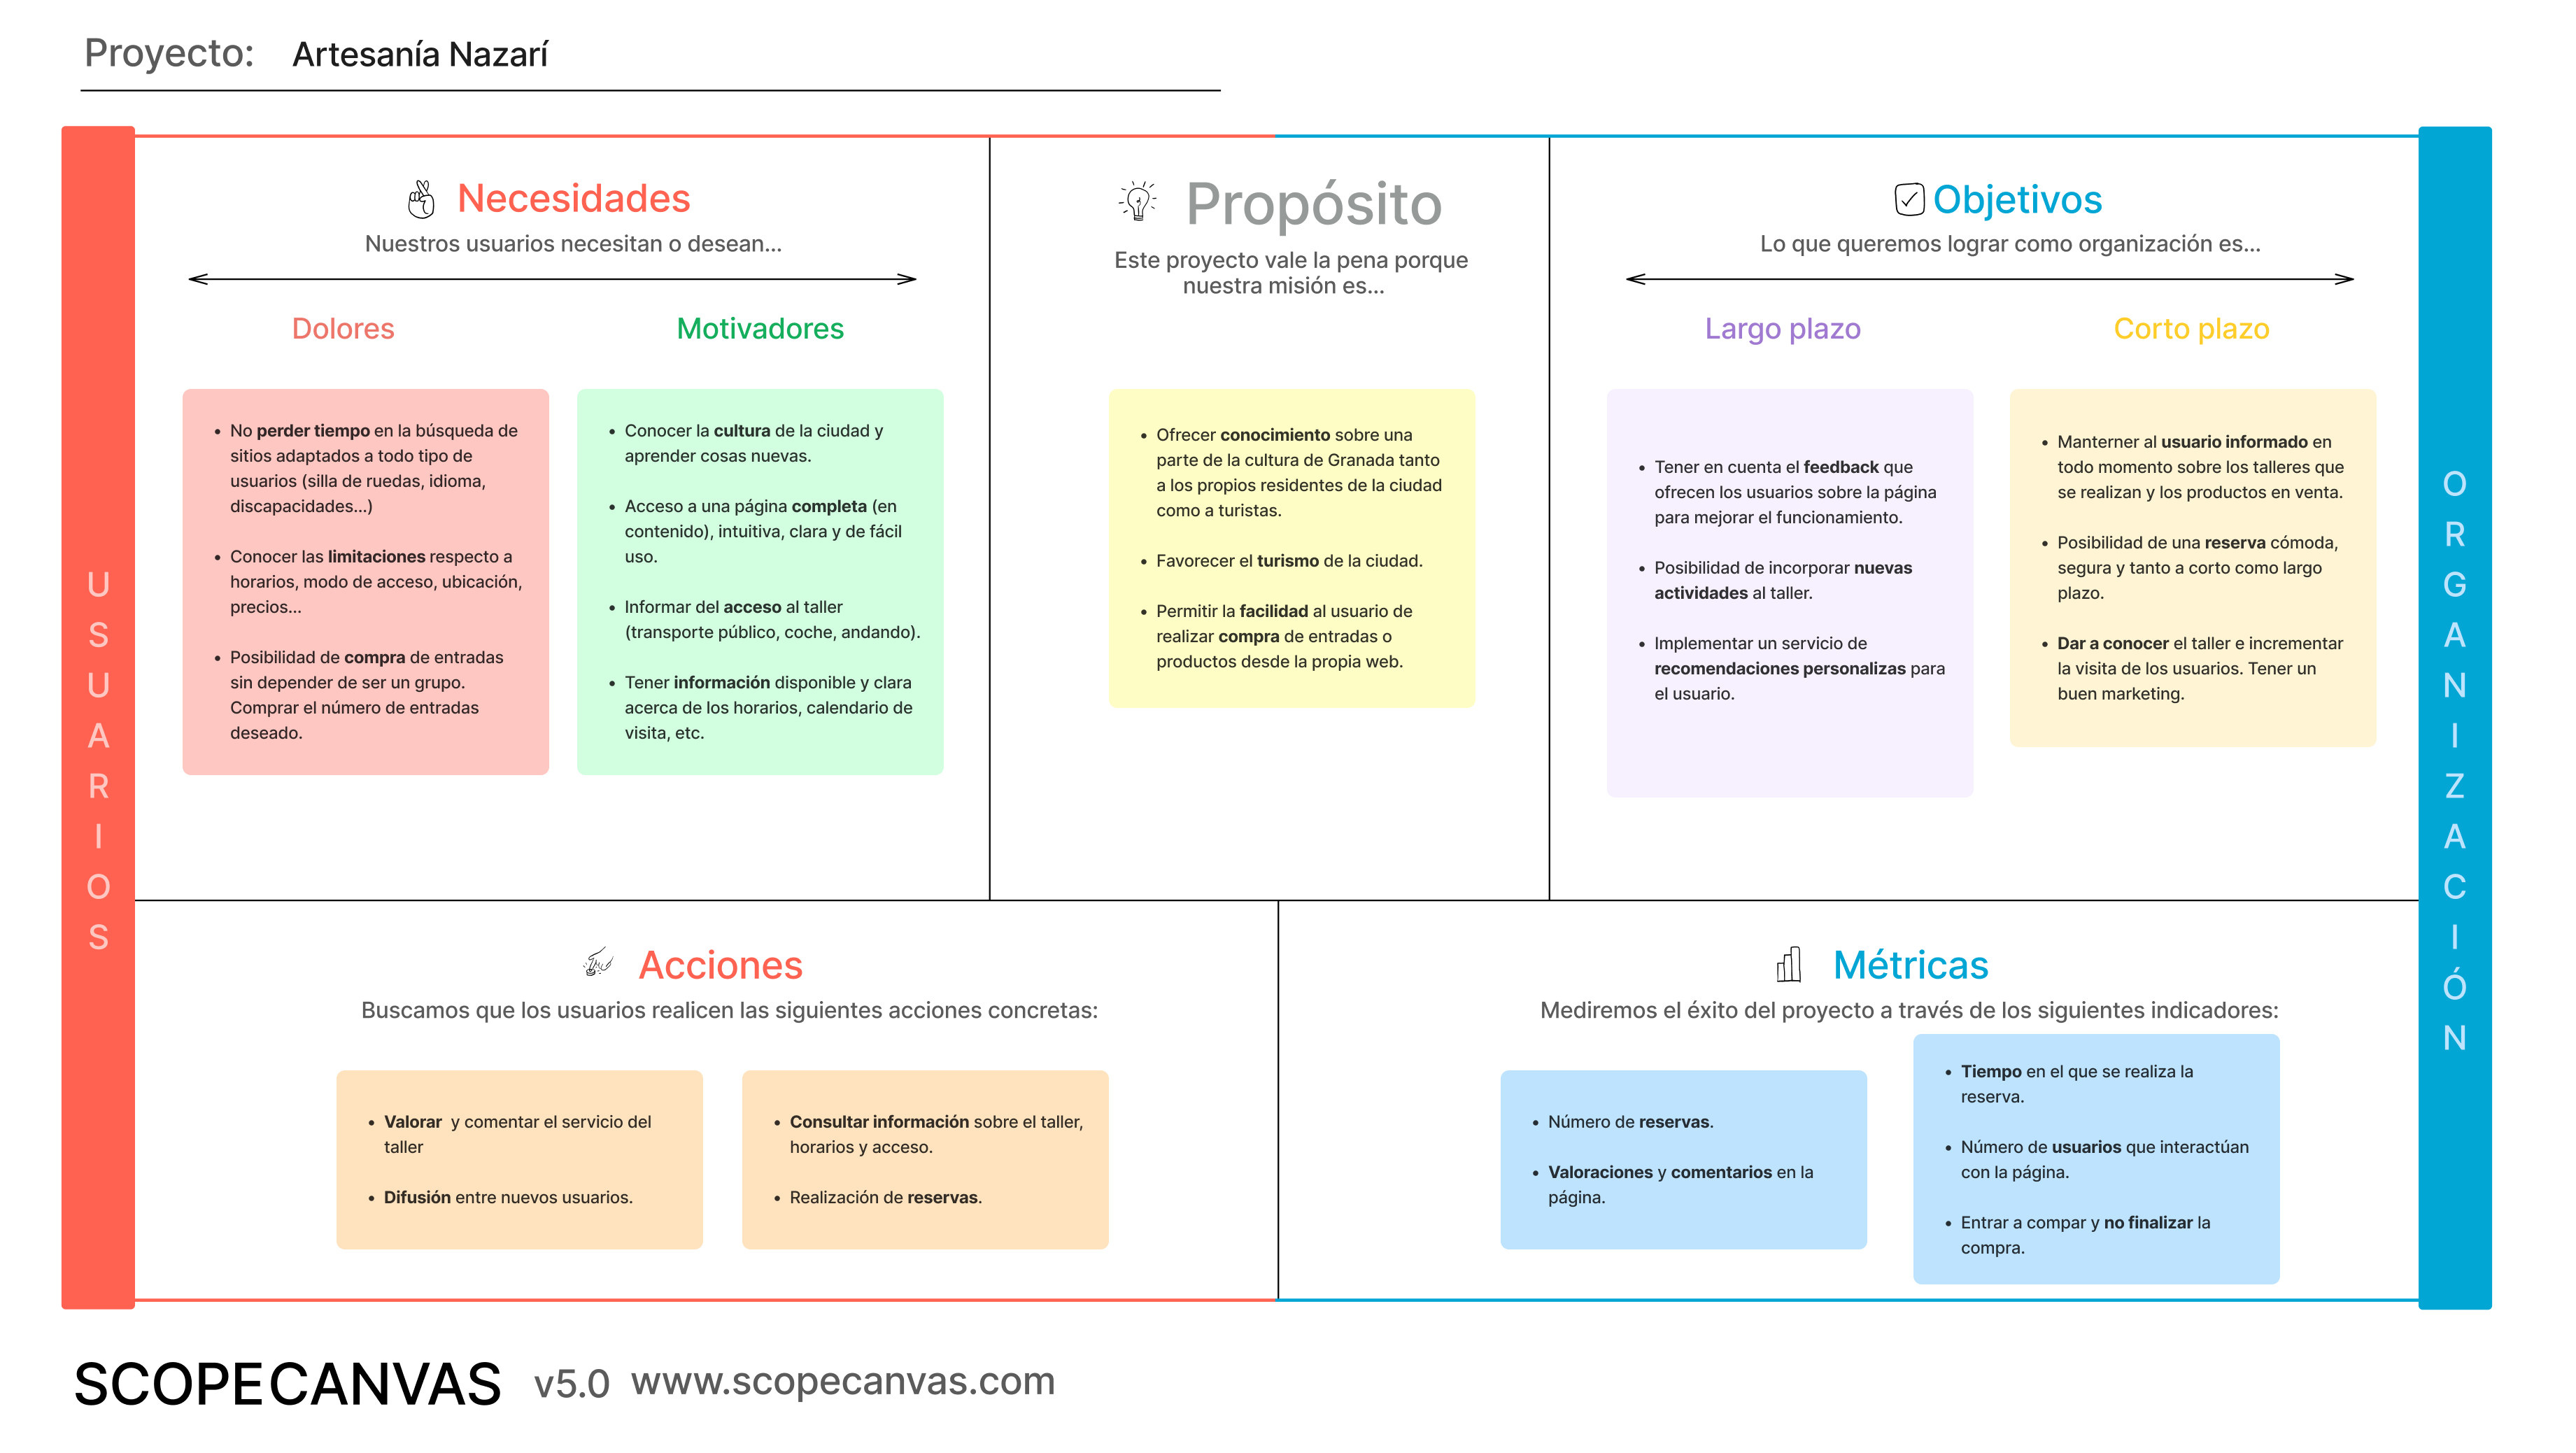 Proyecto: Artesanía Nazarí
USUARIOS
Necesidades
Nuestros usuarios necesitan o desean...
Dolores
• No perder tiempo en la búsqueda de
sitios adaptados a todo tipo de
usuarios (silla de ruedas, idioma,
discapacidades...)
• Conocer las limitaciones respecto a
horarios, modo de acceso, ubicación,
precios...
• Posibilidad de compra de entradas
sin depender de ser un grupo.
Comprar el número de entradas
deseado.
Motivadores
• Conocer la cultura de la ciudad y
aprender cosas nuevas.
• Acceso a una página completa (en
contenido), intuitiva, clara y de fácil
uso.
• Informar del acceso al taller
(transporte público, coche, andando).
• Tener información disponible y clara
acerca de los horarios, calendario de
visita, etc.
Propósito
Este proyecto vale la pena porque
nuestra misión es...
• Ofrecer conocimiento sobre una
parte de la cultura de Granada tanto
a los propios residentes de la ciudad
como a turistas.
• Favorecer el turismo de la ciudad.
• Permitir la facilidad al usuario de
realizar compra de entradas o
productos desde la propia web.
Objetivos
Lo que queremos lograr como organización es...
Largo plazo
• Tener en cuenta el feedback que
ofrecen los usuarios sobre la página
para mejorar el funcionamiento.
• Posibilidad de incorporar nuevas
actividades al taller.
• Implementar un servicio de
recomendaciones personalizas para
el usuario.
Corto plazo
• Manterner al usuario informado en
todo momento sobre los talleres que
se realizan y los productos en venta.
• Posibilidad de una reserva cómoda,
segura y tanto a corto como largo
plazo.
• Dar a conocer el taller e incrementar
la visita de los usuarios. Tener un
buen marketing.
ORGANIZACIÓN
Acciones
Buscamos que los usuarios realicen las siguientes acciones concretas:
• Valorar y comentar el servicio del
taller
• Difusión entre nuevos usuarios.
• Consultar información sobre el taller,
horarios y acceso.
• Realización de reservas.
Métricas
Mediremos el éxito del proyecto a través de los siguientes indicadores:
• Número de reservas.
• Valoraciones y comentarios en la
página.
• Tiempo en el que se realiza la
reserva.
• Número de usuarios que interactúan
con la página.
• Entrar a compar y no finalizar la
compra.
SCOPECANVAS v5.0 www.scopecanvas.com